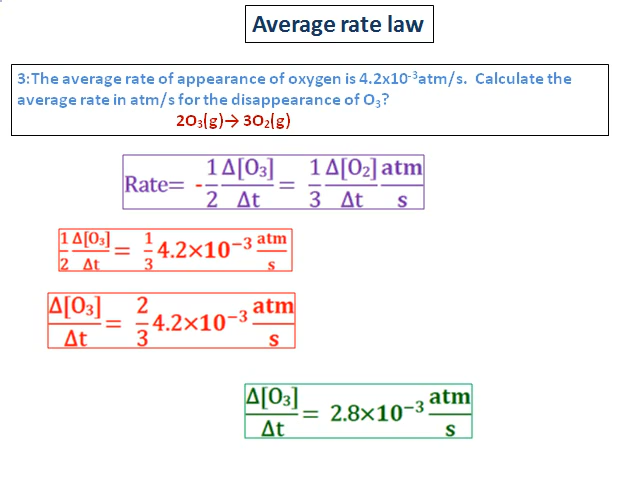 Average rate law
3:The average rate of appearance of oxygen is 4.2x10⁻³atm/s. Calculate the
average rate in atm/s for the disappearance of O₃?
2O₃(g)→ 3O₂(g)
Rate= -1/2 Δ[O₃]/Δt = 1/3 Δ[O₂]/Δt atm/s
1/2 Δ[O₃]/Δt = 1/3 4.2×10⁻³ atm/s
Δ[O₃]/Δt = 2/3 4.2×10⁻³ atm/s
Δ[O₃]/Δt = 2.8×10⁻³ atm/s